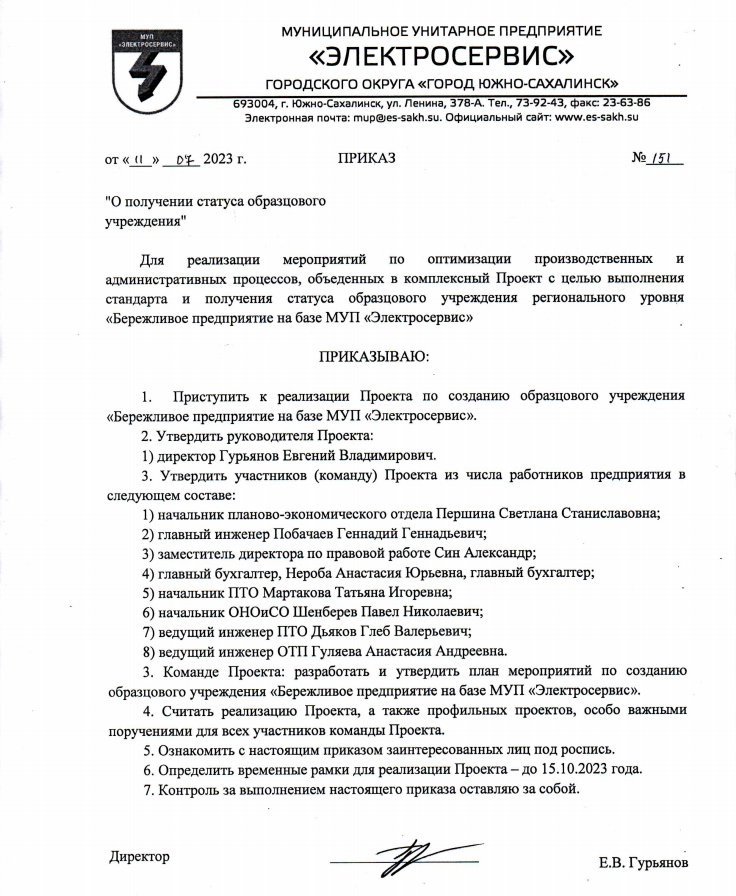 МУП
«ЭЛЕКТРОСЕРВИС»
МУНИЦИПАЛЬНОЕ УНИТАРНОЕ ПРЕДПРИЯТИЕ
«ЭЛЕКТРОСЕРВИС»
ГОРОДСКОГО ОКРУГА «ГОРОД ЮЖНО-САХАЛИНСК»
693004, г. Южно-Сахалинск, ул. Ленина, 378-А. Тел., 73-92-43, факс: 23-63-86
Электронная почта: mup@es-sakh.su. Официальный сайт: www.es-sakh.su
от « 11 » 07 2023 г. ПРИКАЗ № 151
"О получении статуса образцового
учреждения"
Для реализации мероприятий по оптимизации производственных и
административных процессов, объеденных в комплексный Проект с целью выполнения
стандарта и получения статуса образцового учреждения регионального уровня
«Бережливое предприятие на базе МУП «Электросервис»
ПРИКАЗЫВАЮ:
1. Приступить к реализации Проекта по созданию образцового учреждения
«Бережливое предприятие на базе МУП «Электросервис».
2. Утвердить руководителя Проекта:
1) директор Гурьянов Евгений Владимирович.
3. Утвердить участников (команду) Проекта из числа работников предприятия в
следующем составе:
1) начальник планово-экономического отдела Першина Светлана Станиславовна;
2) главный инженер Побачаев Геннадий Геннадьевич;
3) заместитель директора по правовой работе Син Александр;
4) главный бухгалтер, Нероба Анастасия Юрьевна, главный бухгалтер;
5) начальник ПТО Мартакова Татьяна Игоревна;
6) начальник ОНОиСО Шенберев Павел Николаевич;
7) ведущий инженер ПТО Дьяков Глеб Валерьевич;
8) ведущий инженер ОТП Гуляева Анастасия Андреевна.
3. Команде Проекта: разработать и утвердить план мероприятий по созданию
образцового учреждения «Бережливое предприятие на базе МУП «Электросервис».
4. Считать реализацию Проекта, а также профильных проектов, особо важными
поручениями для всех участников команды Проекта.
5. Ознакомить с настоящим приказом заинтересованных лиц под роспись.
6. Определить временные рамки для реализации Проекта – до 15.10.2023 года.
7. Контроль за выполнением настоящего приказа оставляю за собой.
Директор Е.В. Гурьянов